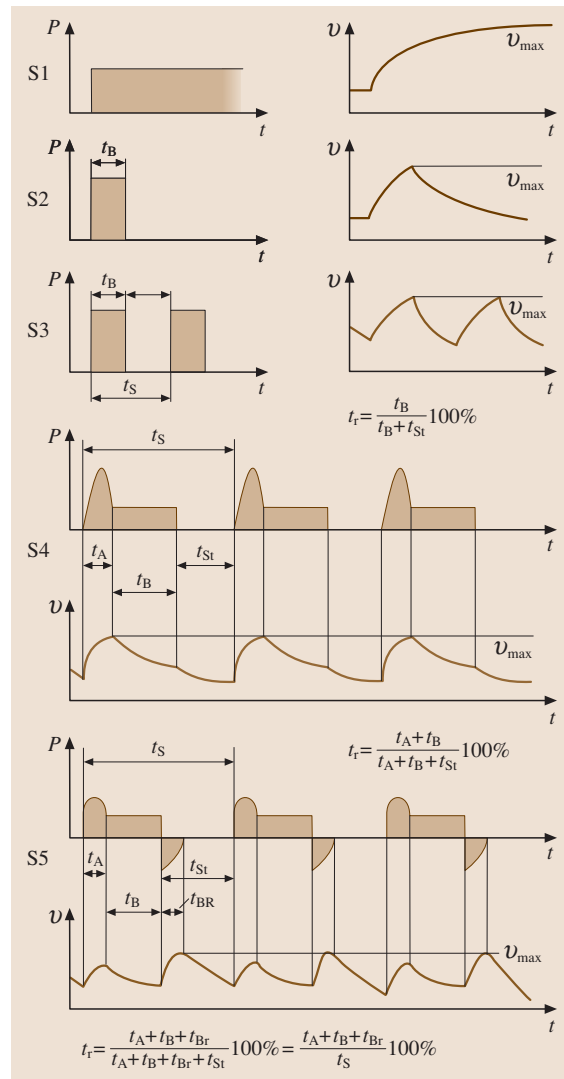 P
υ
S1
υmax
t
t
P
tB
υ
S2
υmax
t
t
P
tB
υ
S3
υmax
tS
t
t
tr = tB / (tB + tSt) 100%
P
tS
t
S4
tA
tSt
tB
υ
υmax
t
P
tS
tr = (tA + tB) / (tA + tB + tSt) 100%
t
S5
tA
tSt
tB
tBR
υ
υmax
t
tr = (tA + tB + tBr) / (tA + tB + tBr + tSt) 100% = (tA + tB + tBr) / tS 100%